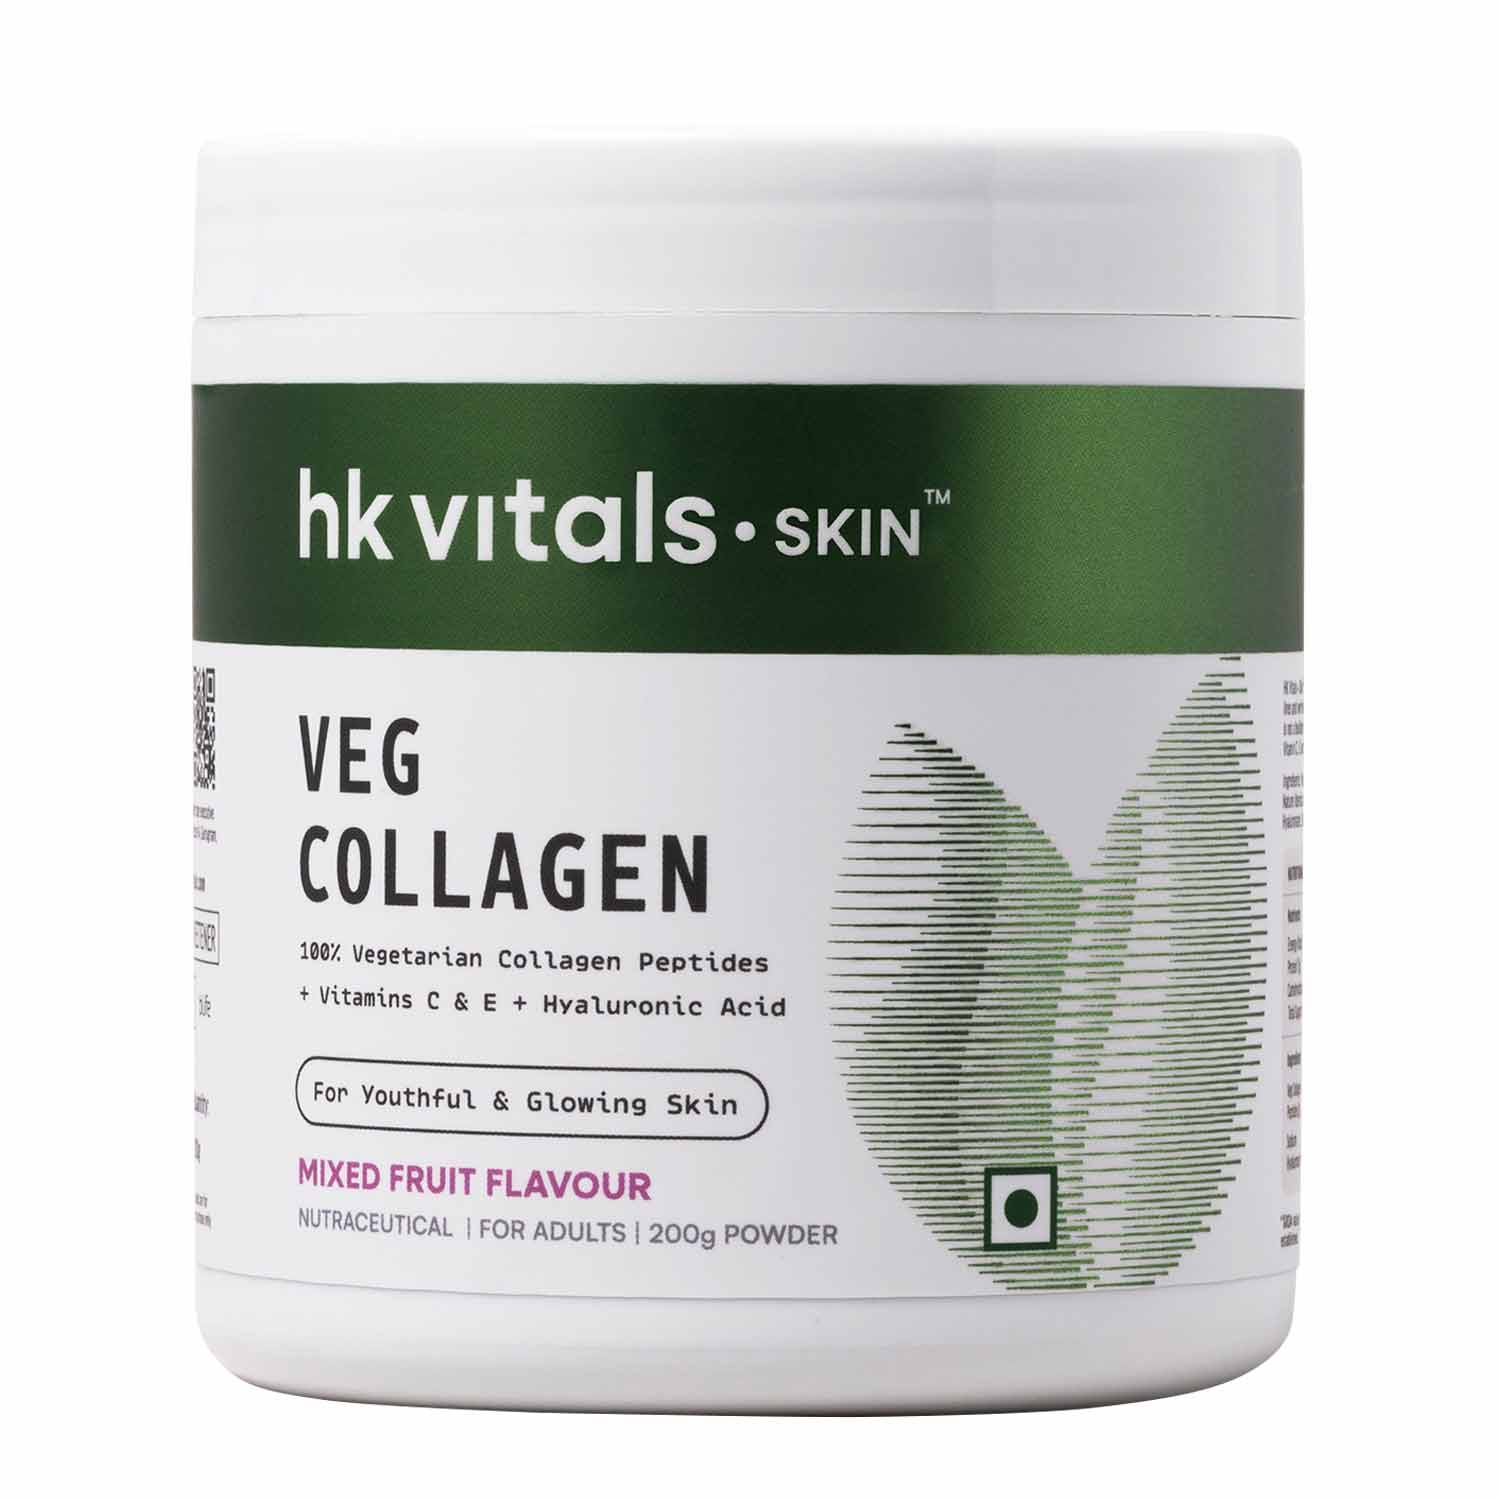 hk vitals • SKIN™
VEG
COLLAGEN
100% Vegetarian Collagen Peptides
+ Vitamins C & E + Hyaluronic Acid
For Youthful & Glowing Skin
MIXED FRUIT FLAVOUR
NUTRACEUTICAL | FOR ADULTS | 200g POWDER